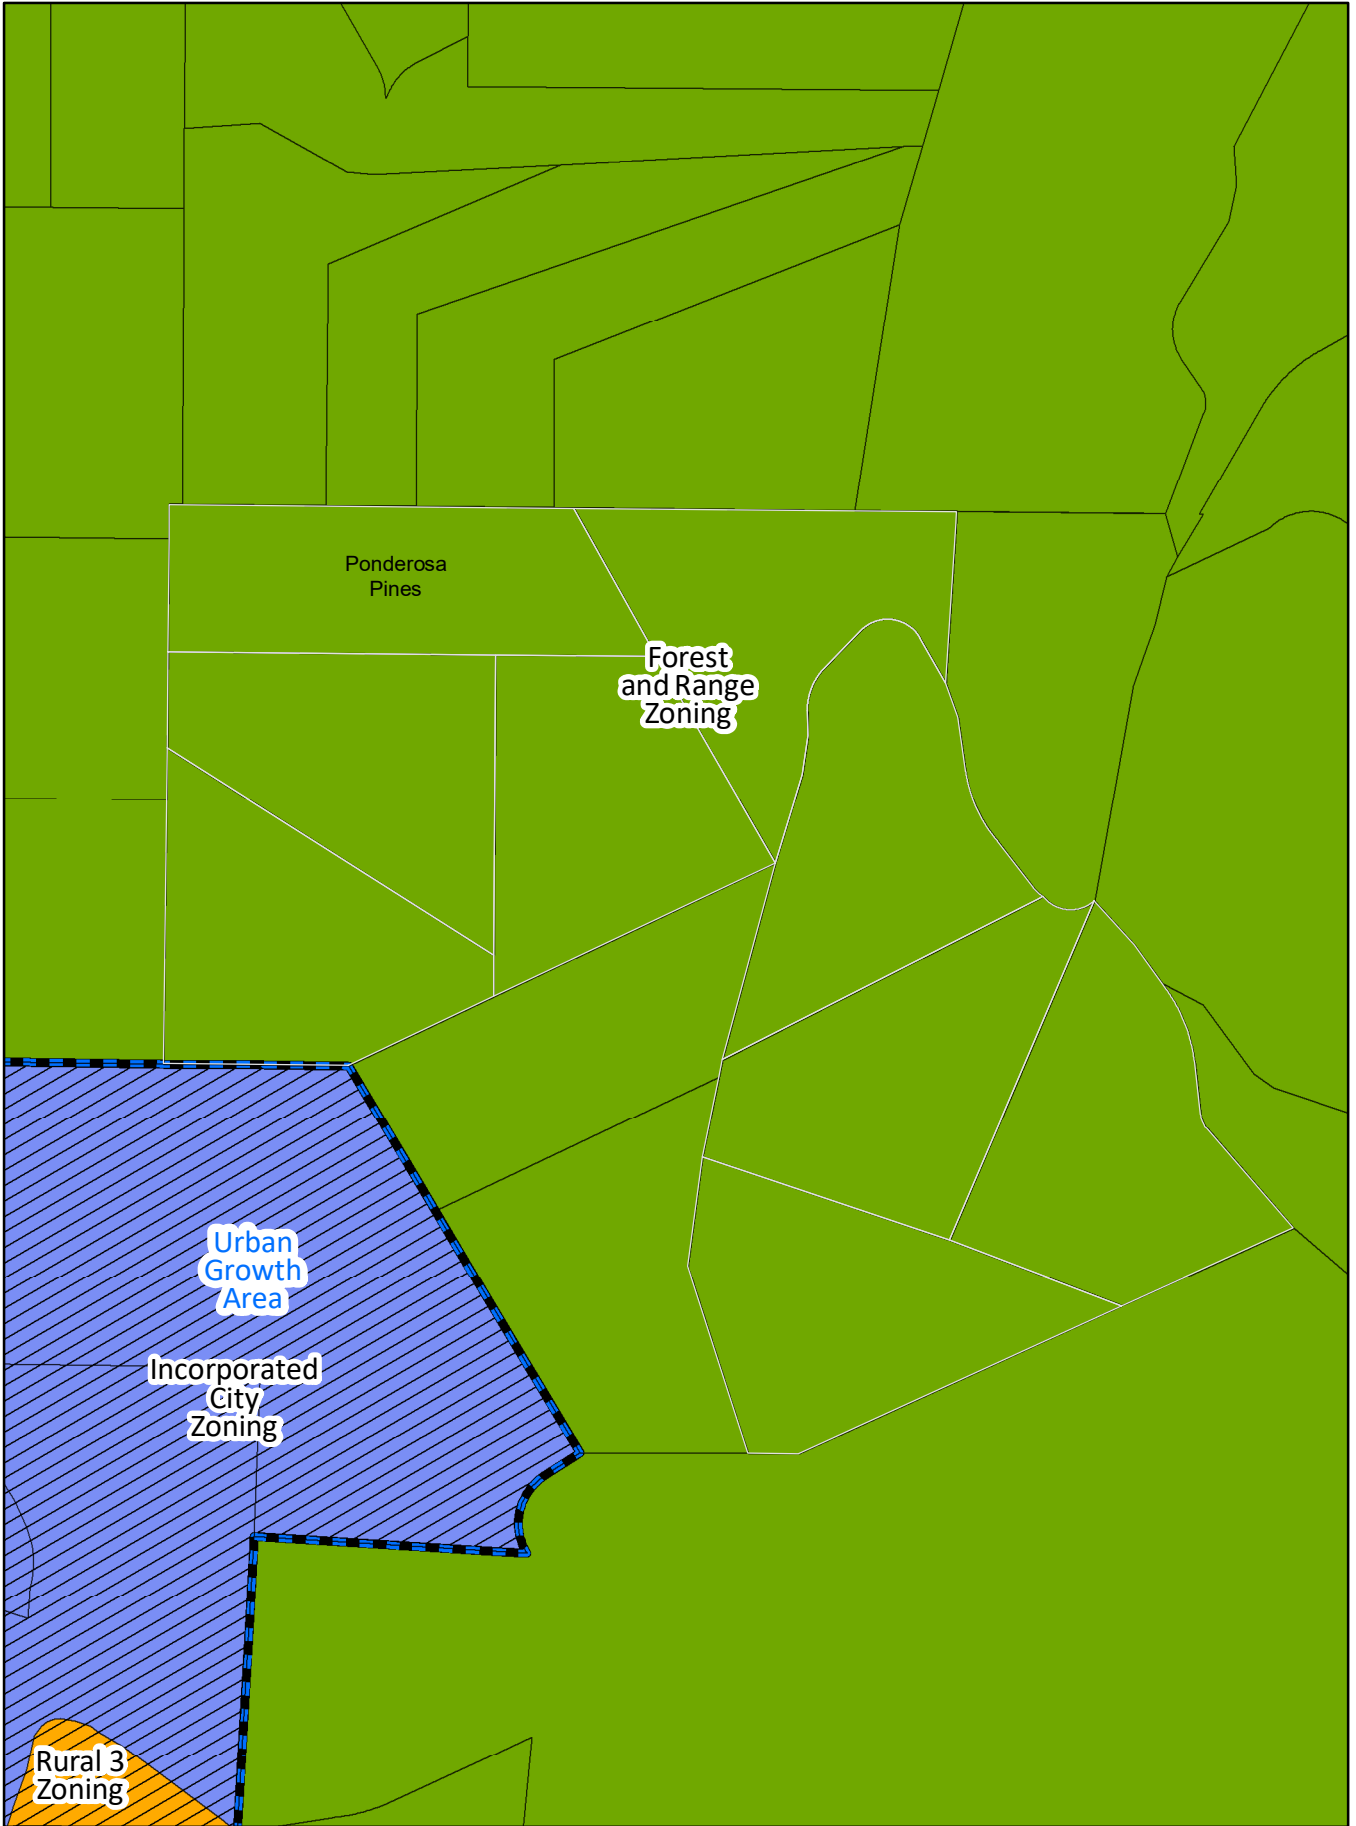 Ponderosa
Pines
Forest
and Range
Zoning
Urban
Growth
Area
Incorporated
City
Zoning
Rural 3
Zoning